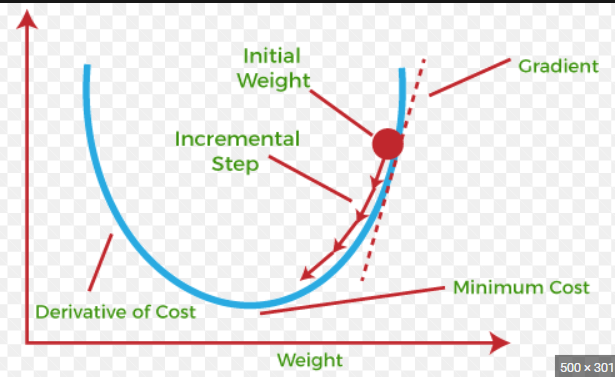 Initial
Weight
Gradient
Incremental
Step
Minimum Cost
Derivative of Cost
Weight
500 × 301